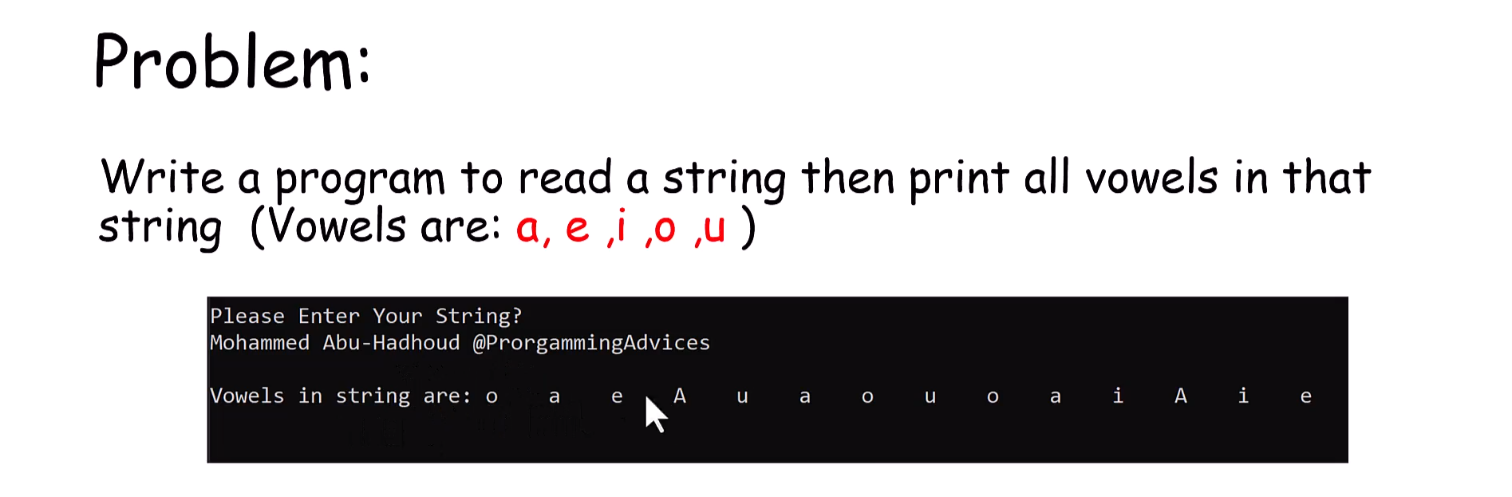 Problem:
Write a program to read a string then print all vowels in that
string (Vowels are: a, e ,i ,o ,u )
Please Enter Your String?
Mohammed Abu-Hadhoud @ProrgammingAdvices
Vowels in string are: o a e A u a o u o a i A i e